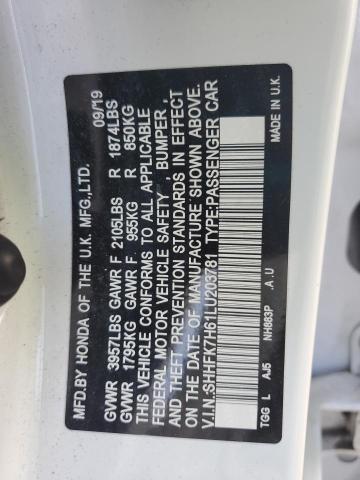 MFD.BY HONDA OF THE U.K. MFG.,LTD. 09/19
GVWR 3957LBS GAWR F 2105LBS R 1874LBS
GVWR 1795KG GAWR F. 955KG R 850KG
THIS VEHICLE CONFORMS TO ALL APPLICABLE
FEDERAL MOTOR VEHICLE SAFETY , BUMPER ,
AND THEFT PREVENTION STANDARDS IN EFFECT
ON THE DATE OF MANUFACTURE SHOWN ABOVE.
V.I.N.:SHHFK7H61LU203781 TYPE:PASSENGER CAR
TGG L AJ5 NH883P .A .U MADE IN U.K.